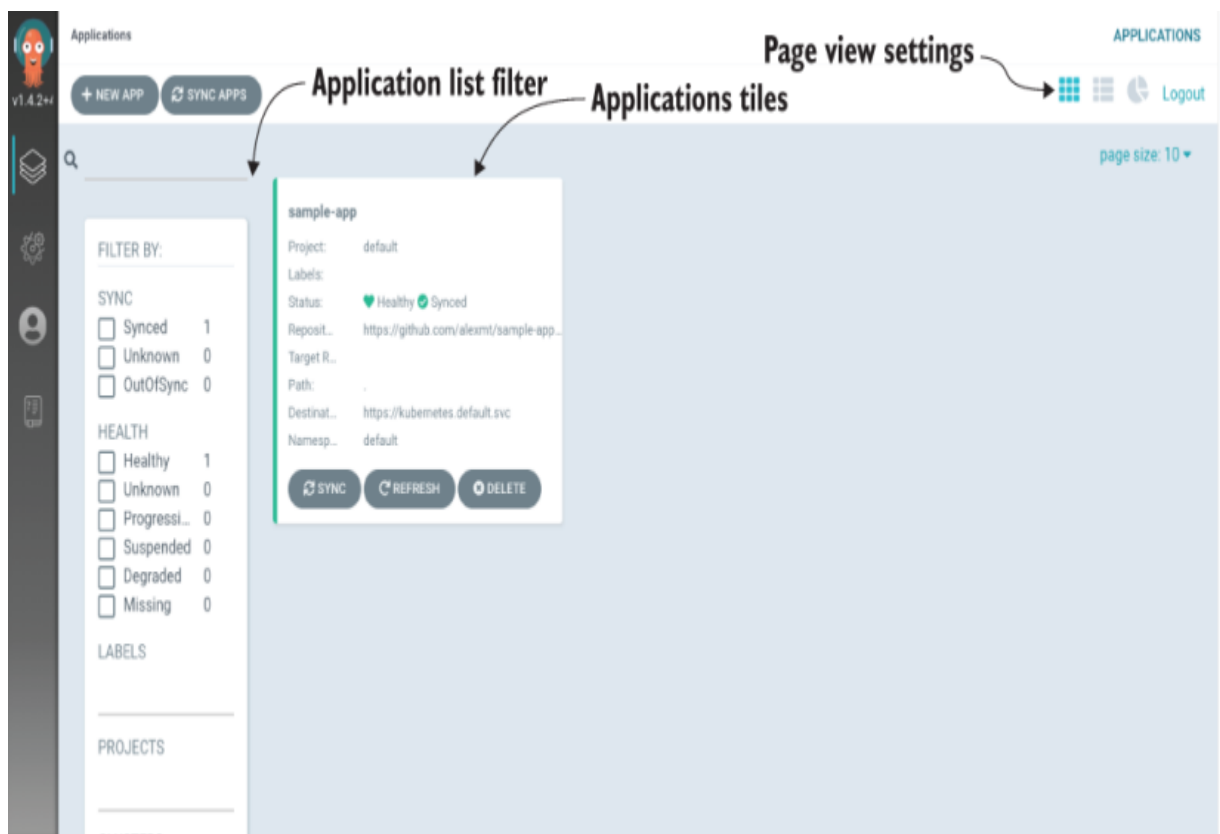 Applications
APPLICATIONS
Page view settings
Application list filter
Applications tiles
v1.4.2+
+ NEW APP
SYNC APPS
Logout
page size: 10
sample-app
Project: default
Labels:
Status: Healthy Synced
Reposit... https://github.com/alexmt/sample-app...
Target R...
Path: .
Destinat... https://kubernetes.default.svc
Namesp... default
SYNC REFRESH DELETE
FILTER BY:
SYNC
Synced 1
Unknown 0
OutOfSync 0
HEALTH
Healthy 1
Unknown 0
Progressi... 0
Suspended 0
Degraded 0
Missing 0
LABELS
PROJECTS